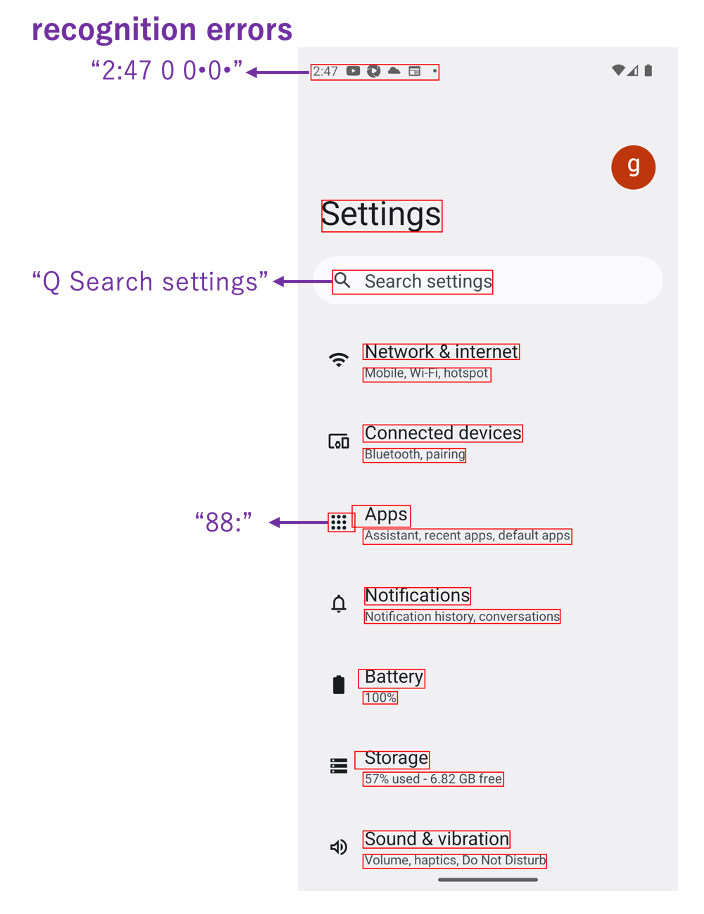 recognition errors
“2:47 0 0•0•”
2:47
g
Settings
“Q Search settings”
Search settings
Network & internet
Mobile, Wi-Fi, hotspot
Connected devices
Bluetooth, pairing
“88:”
Apps
Assistant, recent apps, default apps
Notifications
Notification history, conversations
Battery
100%
Storage
57% used - 6.82 GB free
Sound & vibration
Volume, haptics, Do Not Disturb